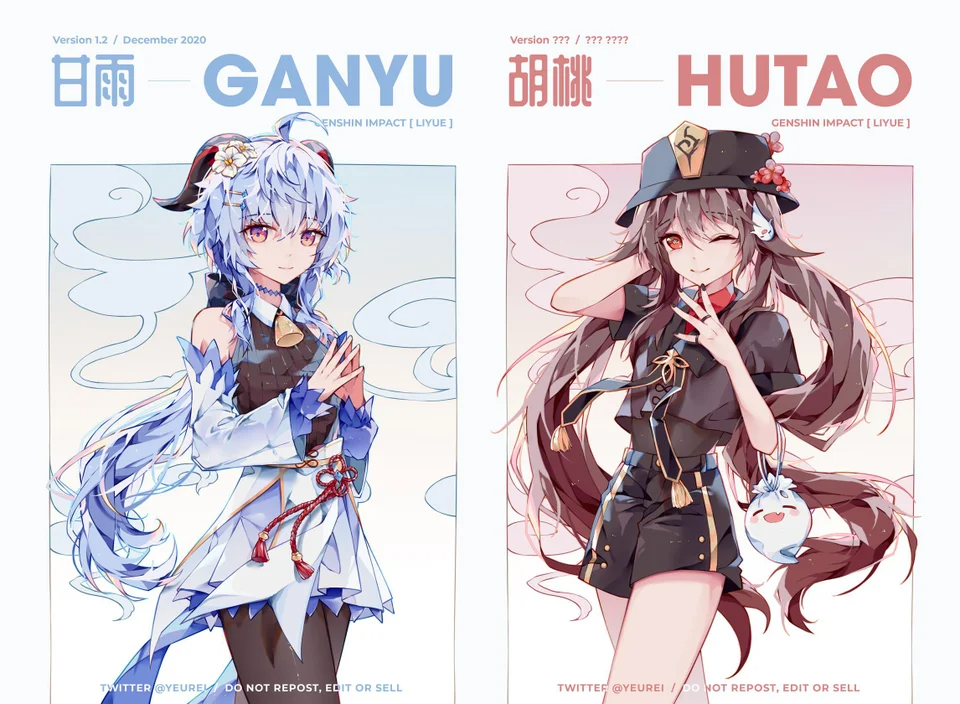 Version 1.2 / December 2020
甘雨 — GANYU
GENSHIN IMPACT [ LIYUE ]
TWITTER @YEUREI / DO NOT REPOST, EDIT OR SELL
Version ??? / ??? ????
胡桃 — HUTAO
GENSHIN IMPACT [ LIYUE ]
TWITTER @YEUREI / DO NOT REPOST, EDIT OR SELL